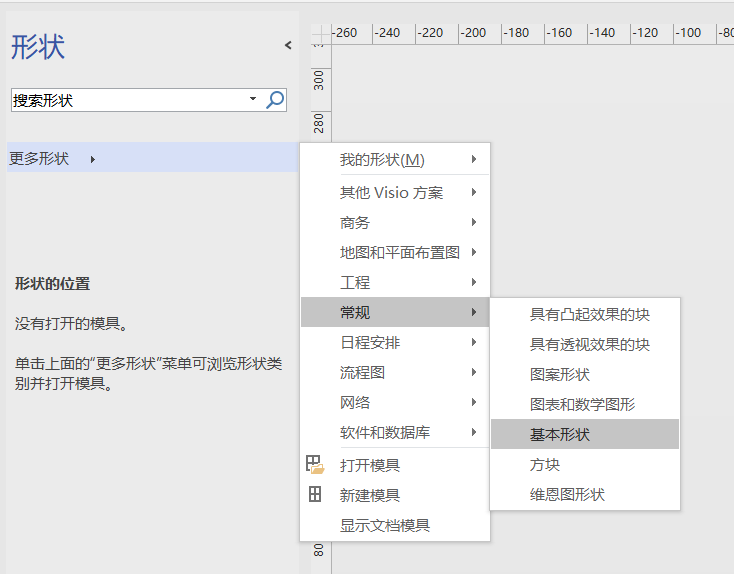 形状
-260 -240 -220 -200 -180 -160 -140 -120 -100
300
280
80
搜索形状
更多形状
形状的位置
没有打开的模具。
单击上面的“更多形状”菜单可浏览形状类
别并打开模具。
我的形状(M)
其他 Visio 方案
商务
地图和平面布置图
工程
常规
日程安排
流程图
网络
软件和数据库
打开模具
新建模具
显示文档模具
具有凸起效果的块
具有透视效果的块
图案形状
图表和数学图形
基本形状
方块
维恩图形状